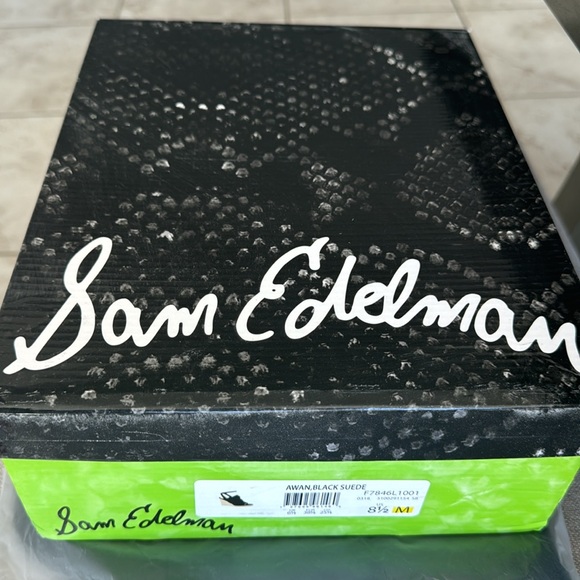 Sam Edelman
AWAN,BLACK SUEDE
F7846L1001
8½ M
Sam Edelman